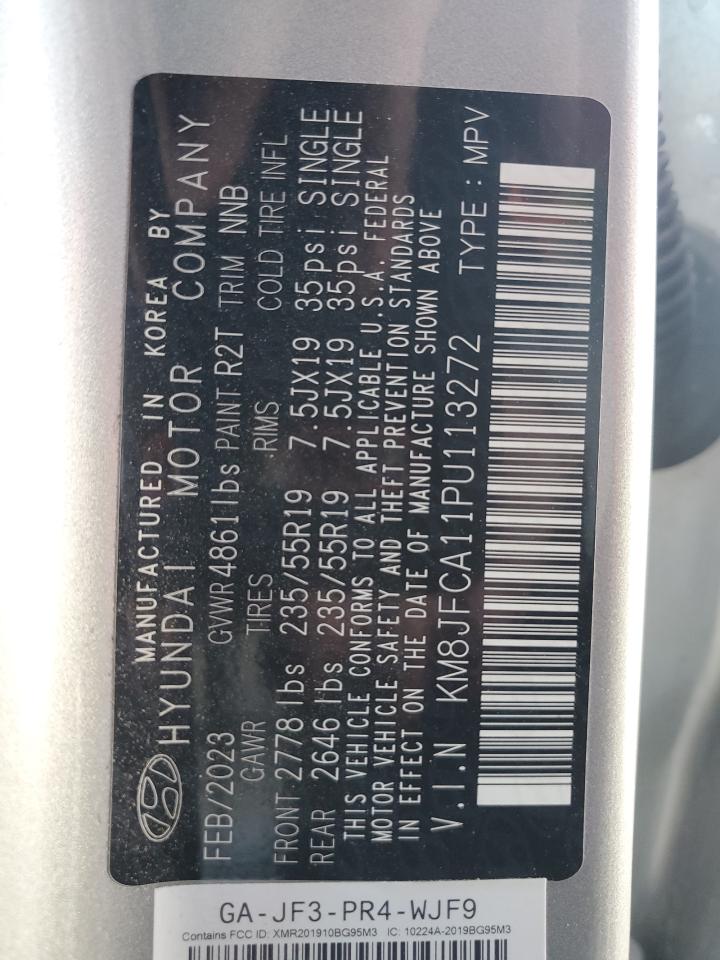 MANUFACTURED IN KOREA BY
HYUNDAI MOTOR COMPANY
FEB/2023 GVWR 4861 lbs PAINT R2T TRIM NNB
GAWR TIRES RIMS COLD TIRE INFL
FRONT 2778 lbs 235/55R19 7.5JX19 35psi SINGLE
REAR 2646 lbs 235/55R19 7.5JX19 35psi SINGLE
THIS VEHICLE CONFORMS TO ALL APPLICABLE U.S.A. FEDERAL
MOTOR VEHICLE SAFETY AND THEFT PREVENTION STANDARDS
IN EFFECT ON THE DATE OF MANUFACTURE SHOWN ABOVE
V.I.N KM8JFCA11PU113272 TYPE : MPV
GA-JF3-PR4-WJF9
Contains FCC ID: XMR201910BG95M3 IC: 10224A-2019BG95M3